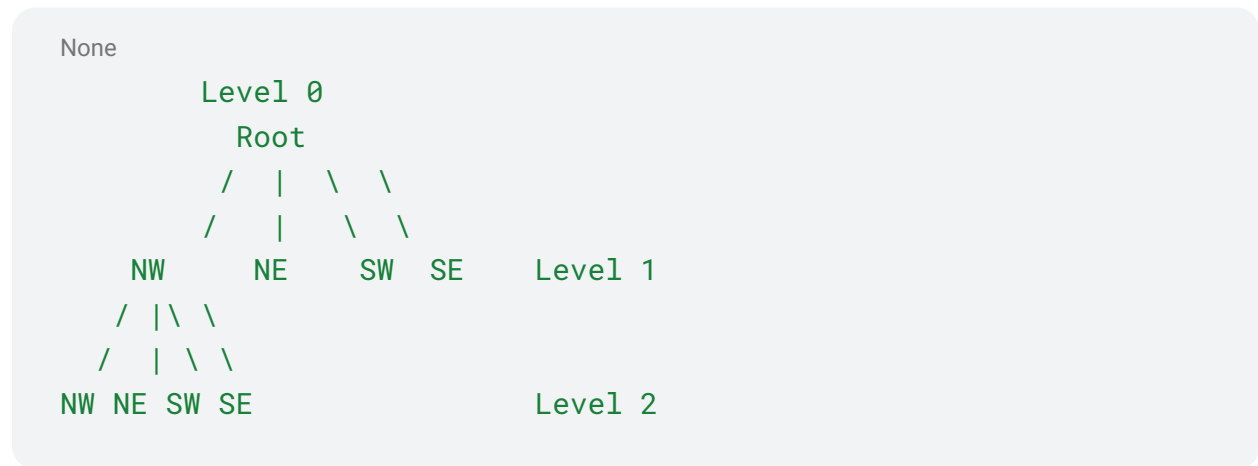 None
Level 0
Root
/ | \ \
/ | \ \
NW NE SW SE Level 1
/ |\ \
/ | \ \
NW NE SW SE Level 2